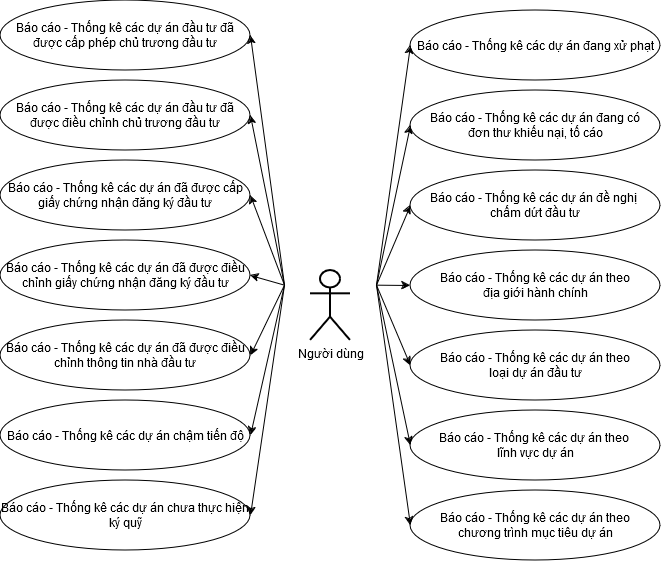 Báo cáo - Thống kê các dự án đầu tư đã
được cấp phép chủ trương đầu tư
Báo cáo - Thống kê các dự án đầu tư đã
được điều chỉnh chủ trương đầu tư
Báo cáo - Thống kê các dự án đã được cấp
giấy chứng nhận đăng ký đầu tư
Báo cáo - Thống kê các dự án đã được điều
chỉnh giấy chứng nhận đăng ký đầu tư
Báo cáo - Thống kê các dự án đã được điều
chỉnh thông tin nhà đầu tư
Báo cáo - Thống kê các dự án chậm tiến độ
Báo cáo - Thống kê các dự án chưa thực hiện
ký quỹ
Người dùng
Báo cáo - Thống kê các dự án đang xử phạt
Báo cáo - Thống kê các dự án đang có
đơn thư khiếu nại, tố cáo
Báo cáo - Thống kê các dự án đề nghị
chấm dứt đầu tư
Báo cáo - Thống kê các dự án theo
địa giới hành chính
Báo cáo - Thống kê các dự án theo
loại dự án đầu tư
Báo cáo - Thống kê các dự án theo
lĩnh vực dự án
Báo cáo - Thống kê các dự án theo
chương trình mục tiêu dự án